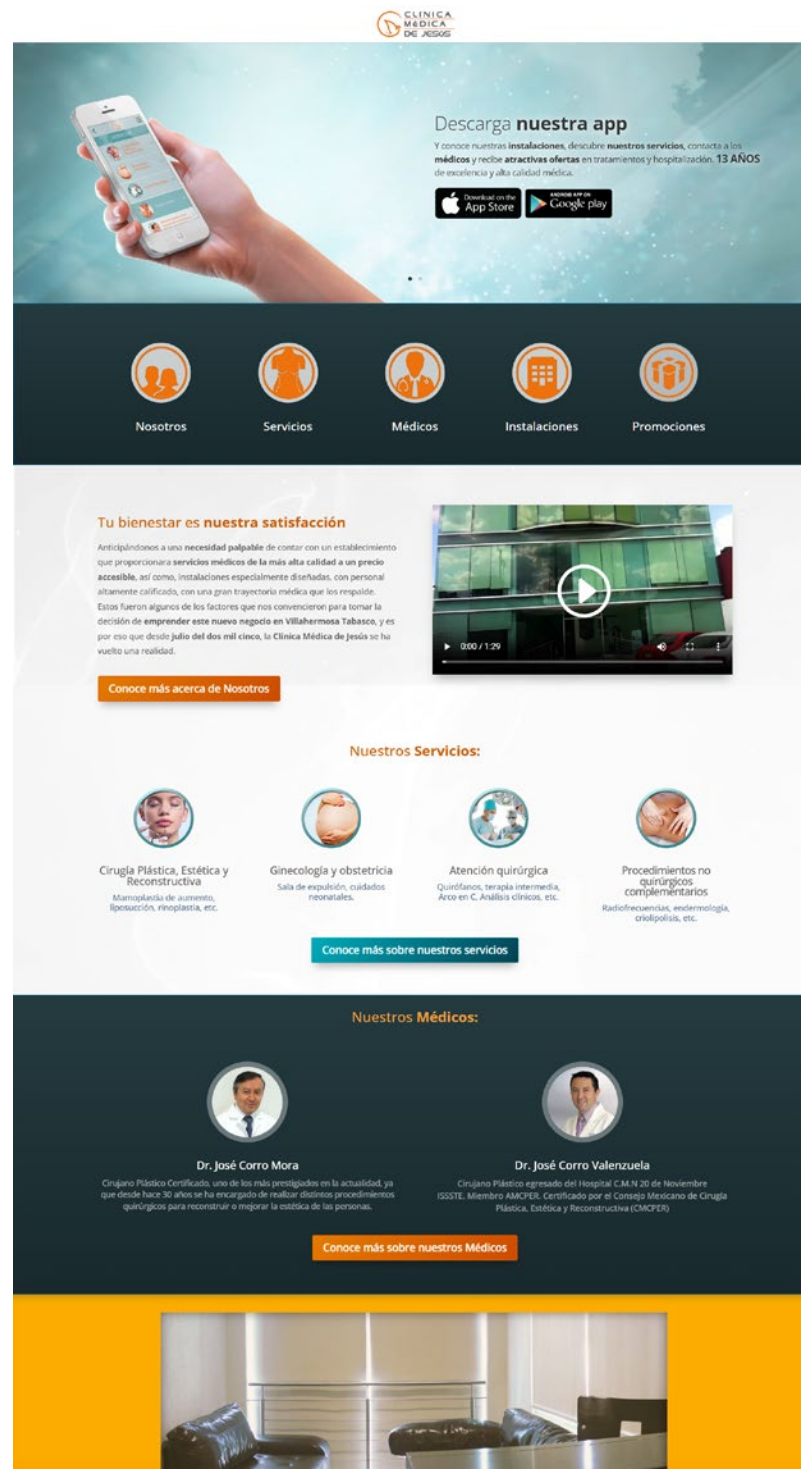 CLINICA
MéDICA
DE JESúS
Descarga nuestra app
Y conoce nuestras instalaciones, descubre nuestros servicios, contacta a los
médicos y recibe atractivas ofertas en tratamientos y hospitalización. 13 AÑOS
de excelencia y alta calidad médica.
Download on the
App Store
ANDROID APP ON
Google play
Nosotros
Servicios
Médicos
Instalaciones
Promociones
Tu bienestar es nuestra satisfacción
Anticipándonos a una necesidad palpable de contar con un establecimiento
que proporcionara servicios médicos de la más alta calidad a un precio
accesible, así como, instalaciones especialmente diseñadas, con personal
altamente calificado, con una gran trayectoria médica que los respalde.
Estos fueron algunos de los factores que nos convencieron para tomar la
decisión de emprender este nuevo negocio en Villahermosa Tabasco, y es
por eso que desde julio del dos mil cinco, la Clínica Médica de Jesús se ha
vuelto una realidad.
0:00 / 1:29
Conoce más acerca de Nosotros
Nuestros Servicios:
Cirugía Plástica, Estética y
Reconstructiva
Mamoplastia de aumento,
liposucción, rinoplastia, etc.
Ginecología y obstetricia
Sala de expulsión, cuidados
neonatales.
Atención quirúrgica
Quirófanos, terapia intermedia,
Arco en C, Análisis clínicos, etc.
Procedimientos no
quirúrgicos
complementarios
Radiofrecuencias, endermología,
criolipolisis, etc.
Conoce más sobre nuestros servicios
Nuestros Médicos:
Dr. José Corro Mora
Cirujano Plástico Certificado, uno de los más prestigiados en la actualidad, ya
que desde hace 30 años se ha encargado de realizar distintos procedimientos
quirúrgicos para reconstruir o mejorar la estética de las personas.
Dr. José Corro Valenzuela
Cirujano Plástico egresado del Hospital C.M.N 20 de Noviembre
ISSSTE. Miembro AMCPER. Certificado por el Consejo Mexicano de Cirugía
Plástica, Estética y Reconstructiva (CMCPER)
Conoce más sobre nuestros Médicos